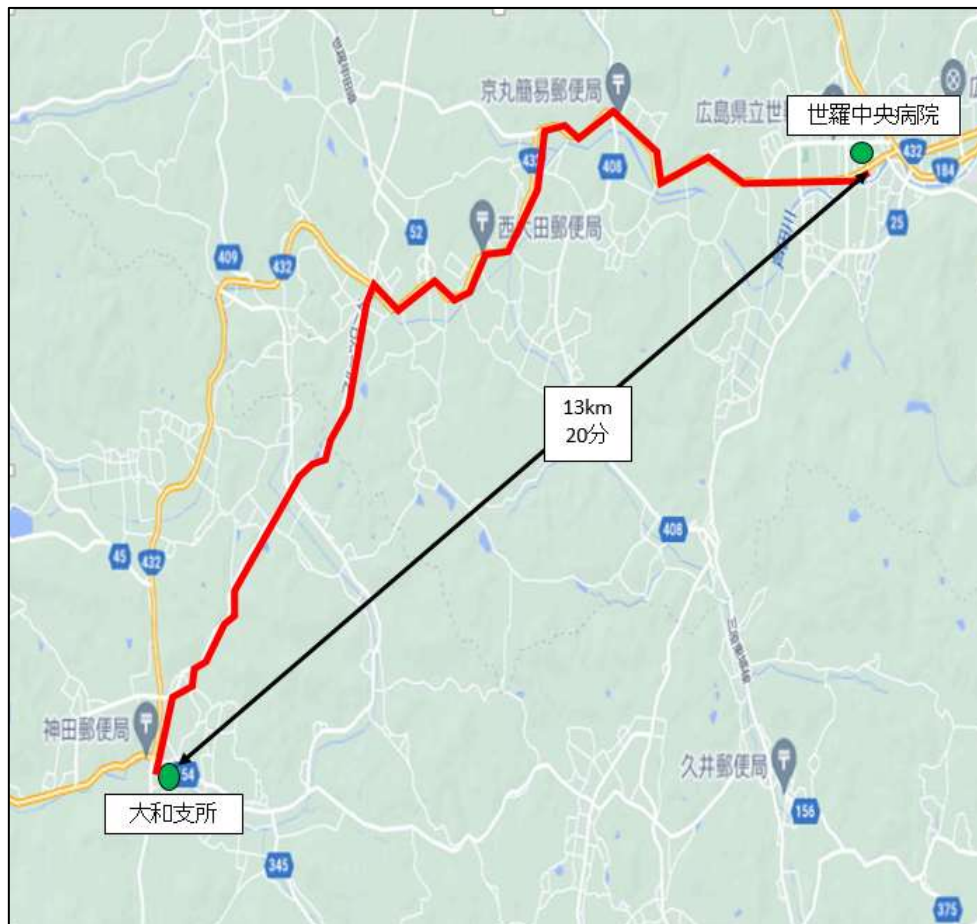 京丸簡易郵便局
広島県立世
世羅中央病院
432
408
432
184
25
52
西大田郵便局
409
432
13km
20分
408
45
432
神田郵便局
久井郵便局
54
大和支所
156
345
375